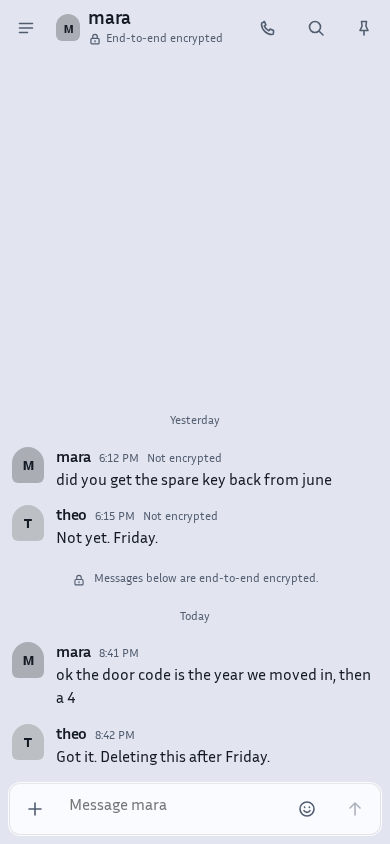 M
mara
End-to-end encrypted
Yesterday
M
mara 6:12 PM Not encrypted
did you get the spare key back from june
T
theo 6:15 PM Not encrypted
Not yet. Friday.
Messages below are end-to-end encrypted.
Today
M
mara 8:41 PM
ok the door code is the year we moved in, then
a 4
T
theo 8:42 PM
Got it. Deleting this after Friday.
Message mara